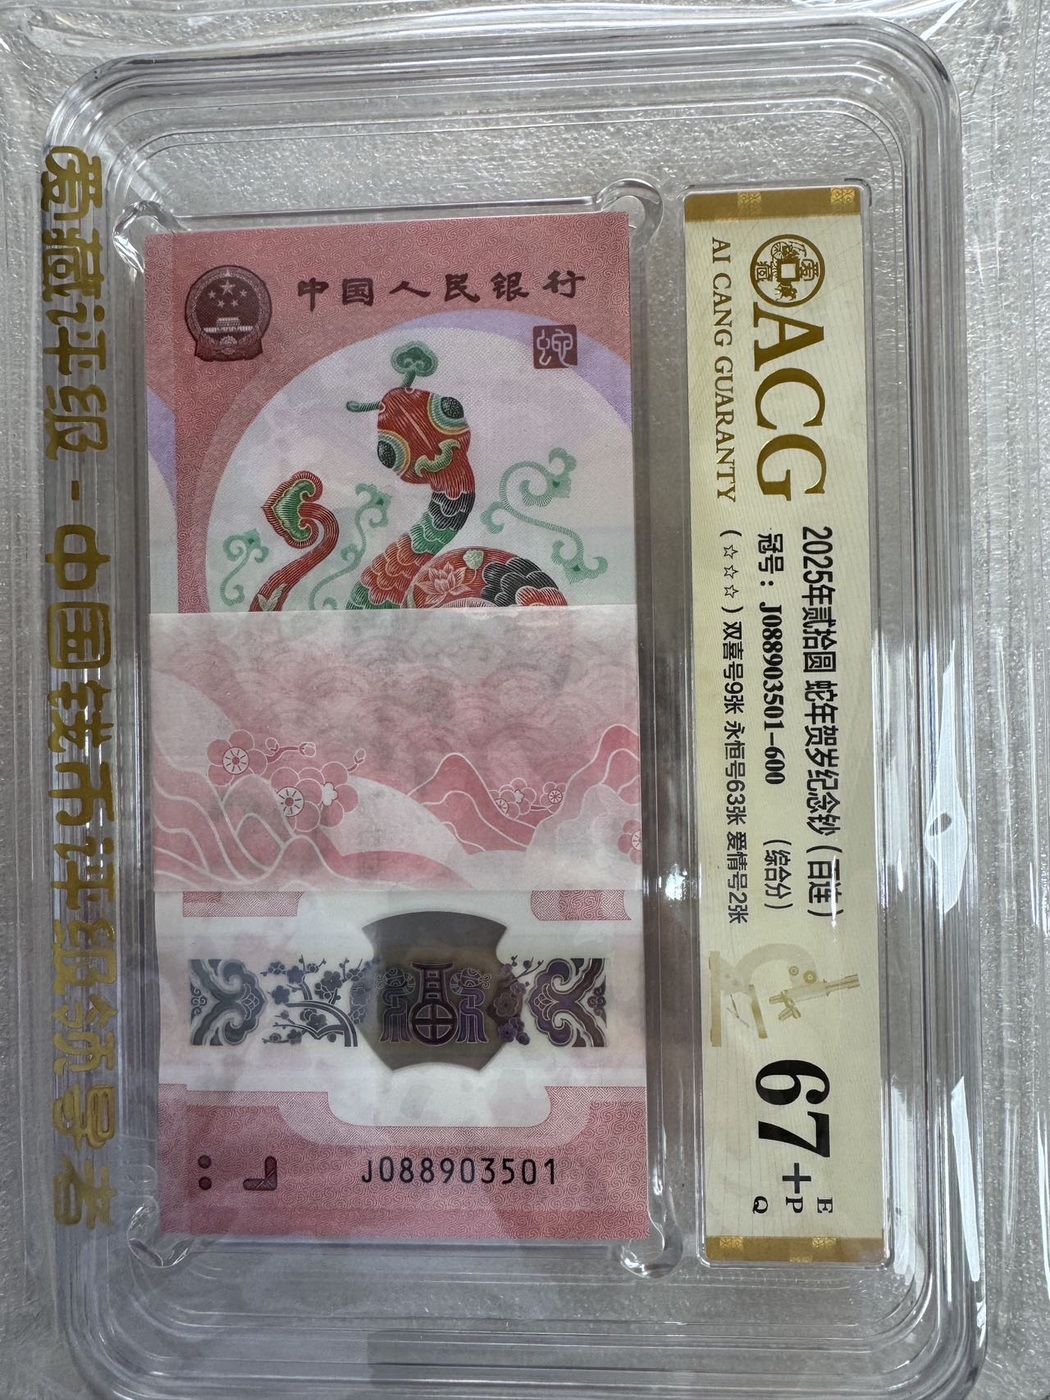 爱藏评级-中国钱币评级领导者
中国人民银行
J088903501
ACG
AI CANG GUARANTY
2025年贰拾圆 蛇年贺岁纪念钞（百连）
冠号：J088903501-600 （综合分）
（☆☆☆）双喜号9张 永恒号63张 爱情号2张
67+
E
P
Q